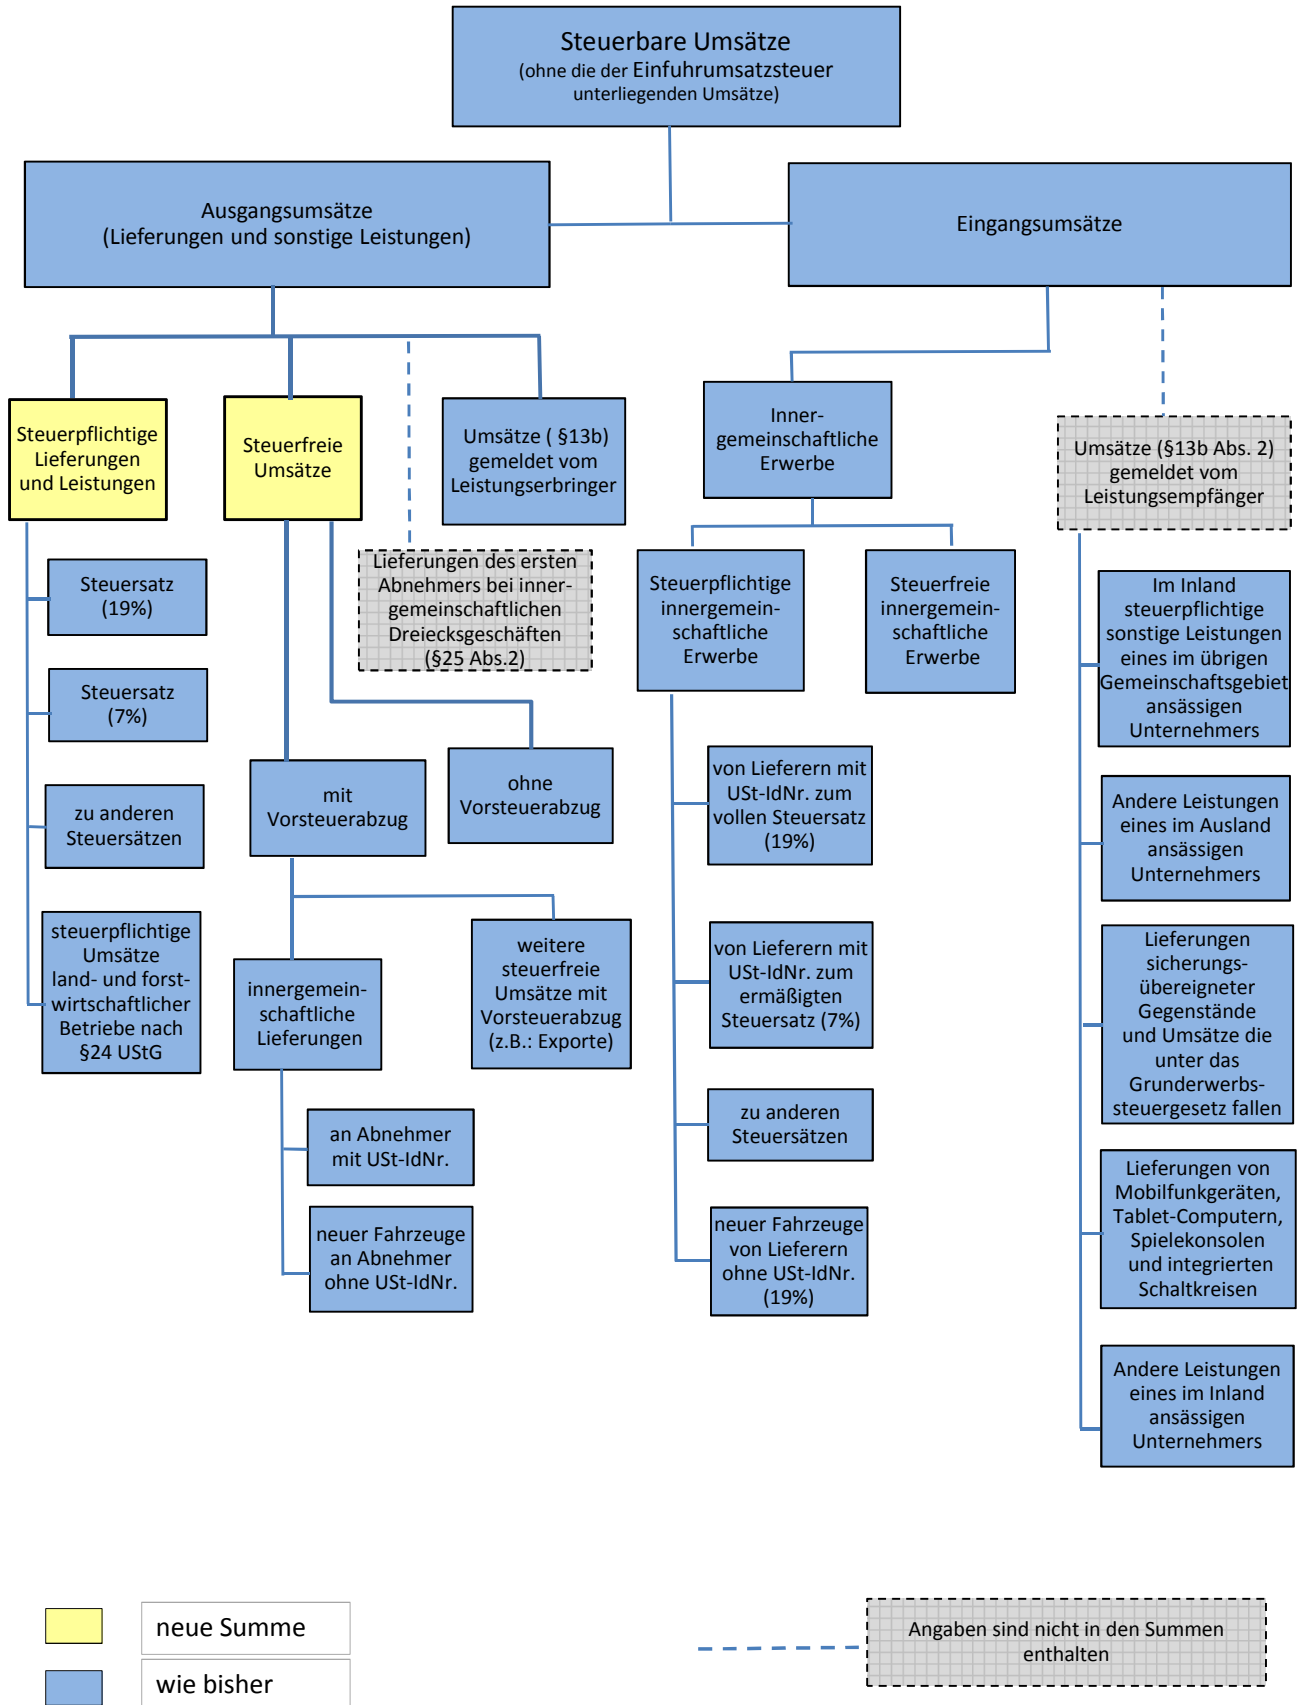 Steuerbare Umsätze
(ohne die der Einfuhrumsatzsteuer
unterliegenden Umsätze)
Ausgangsumsätze
(Lieferungen und sonstige Leistungen)
Eingangsumsätze
Steuerpflichtige
Lieferungen
und Leistungen
Steuerfreie
Umsätze
Umsätze ( §13b)
gemeldet vom
Leistungserbringer
Inner-
gemeinschaftliche
Erwerbe
Umsätze (§13b Abs. 2)
gemeldet vom
Leistungsempfänger
Lieferungen des ersten
Abnehmers bei inner-
gemeinschaftlichen
Dreiecksgeschäften
(§25 Abs.2)
Steuersatz
(19%)
Steuersatz
(7%)
zu anderen
Steuersätzen
steuerpflichtige
Umsätze
land- und forst-
wirtschaftlicher
Betriebe nach
§24 UStG
mit
Vorsteuerabzug
ohne
Vorsteuerabzug
innergemein-
schaftliche
Lieferungen
weitere
steuerfreie
Umsätze mit
Vorsteuerabzug
(z.B.: Exporte)
an Abnehmer
mit USt-IdNr.
neuer Fahrzeuge
an Abnehmer
ohne USt-IdNr.
Steuerpflichtige
innergemein-
schaftliche
Erwerbe
Steuerfreie
innergemein-
schaftliche
Erwerbe
von Lieferern mit
USt-IdNr. zum
vollen Steuersatz
(19%)
von Lieferern mit
USt-IdNr. zum
ermäßigten
Steuersatz (7%)
zu anderen
Steuersätzen
neuer Fahrzeuge
von Lieferern
ohne USt-IdNr.
(19%)
Im Inland
steuerpflichtige
sonstige Leistungen
eines im übrigen
Gemeinschaftsgebiet
ansässigen
Unternehmers
Andere Leistungen
eines im Ausland
ansässigen
Unternehmers
Lieferungen
sicherungs-
übereigneter
Gegenstände
und Umsätze die
unter das
Grunderwerbs-
steuergesetz fallen
Lieferungen von
Mobilfunkgeräten,
Tablet-Computern,
Spielekonsolen
und integrierten
Schaltkreisen
Andere Leistungen
eines im Inland
ansässigen
Unternehmers
neue Summe
wie bisher
Angaben sind nicht in den Summen
enthalten